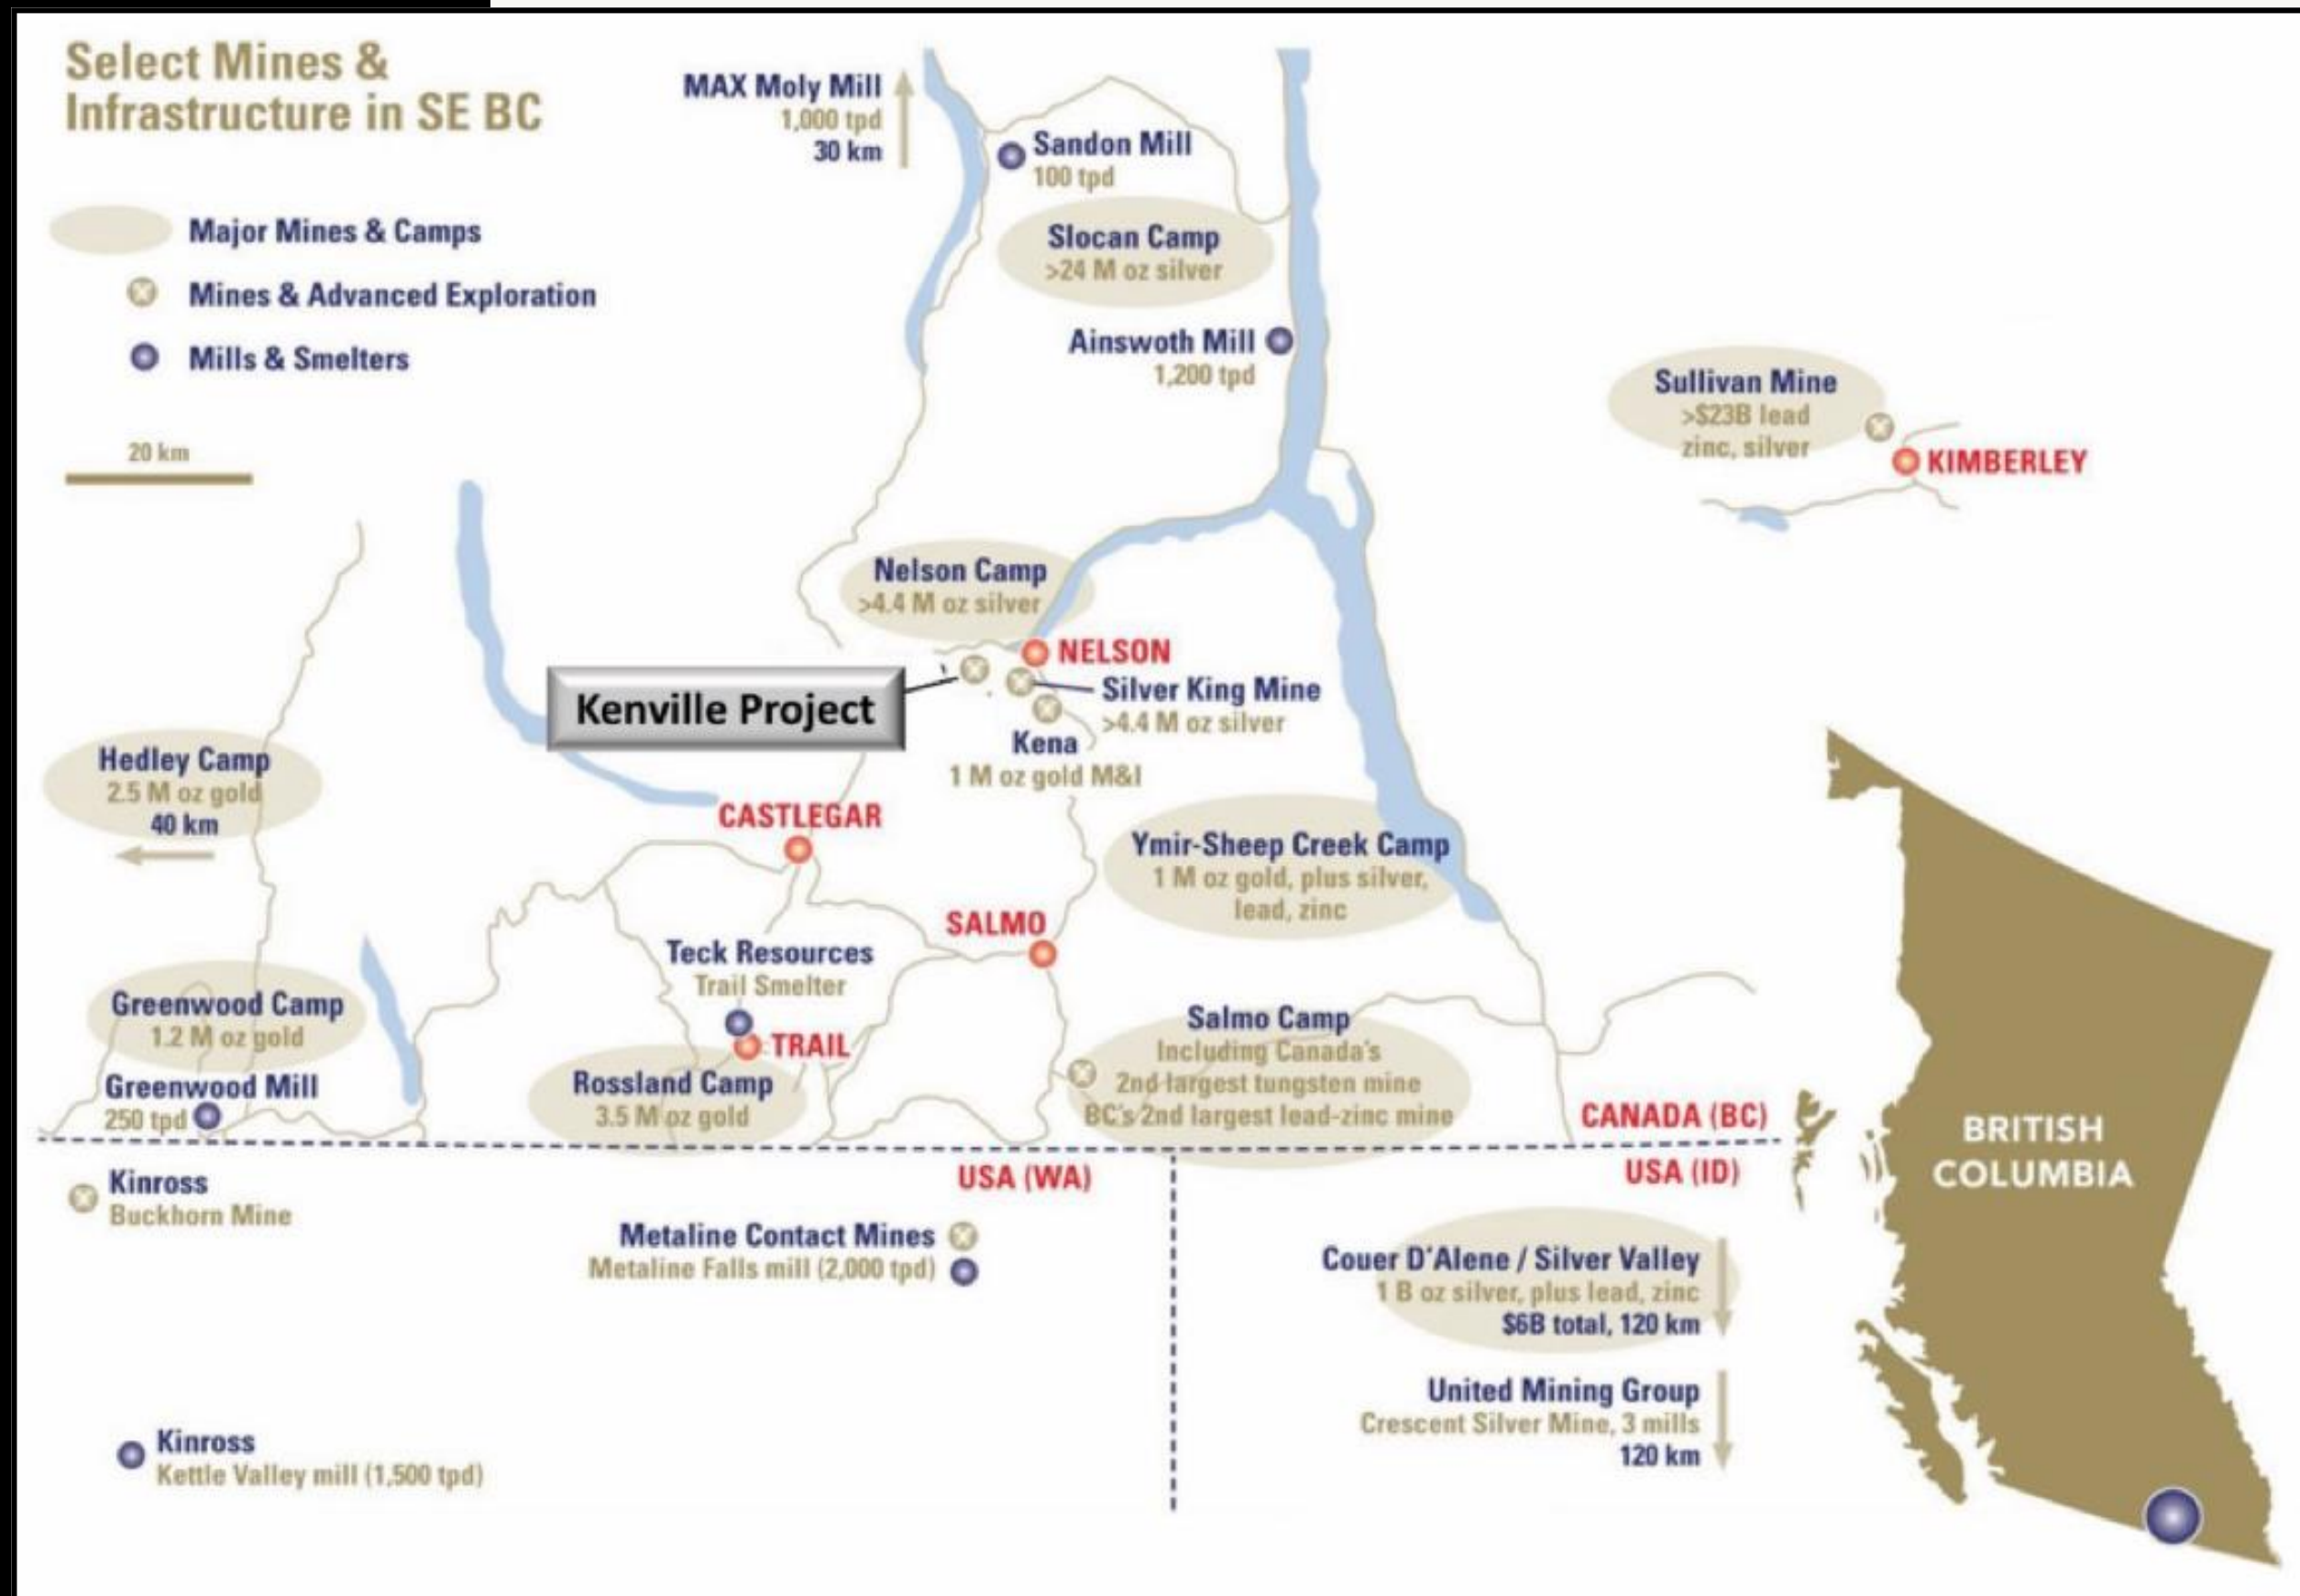 Select Mines &
Infrastructure in SE BC
Major Mines & Camps
Mines & Advanced Exploration
Mills & Smelters
20 km
MAX Moly Mill
1,000 tpd
30 km
Sandon Mill
100 tpd
Slocan Camp
>24 M oz silver
Ainswoth Mill
1,200 tpd
Sullivan Mine
>$23B lead
zinc, silver
KIMBERLEY
Nelson Camp
>4.4 M oz silver
NELSON
Kenville Project
Silver King Mine
>4.4 M oz silver
Kena
1 M oz gold M&I
Hedley Camp
2.5 M oz gold
40 km
CASTLEGAR
Ymir-Sheep Creek Camp
1 M oz gold, plus silver,
lead, zinc
SALMO
Teck Resources
Trail Smelter
TRAIL
Greenwood Camp
1.2 M oz gold
Greenwood Mill
250 tpd
Rossland Camp
3.5 M oz gold
Salmo Camp
Including Canada's
2nd largest tungsten mine
BC's 2nd largest lead-zinc mine
CANADA (BC)
USA (WA)
USA (ID)
Kinross
Buckhorn Mine
Metaline Contact Mines
Metaline Falls mill (2,000 tpd)
Couer D'Alene / Silver Valley
1 B oz silver, plus lead, zinc
$6B total, 120 km
United Mining Group
Crescent Silver Mine, 3 mills
120 km
Kinross
Kettle Valley mill (1,500 tpd)
BRITISH
COLUMBIA